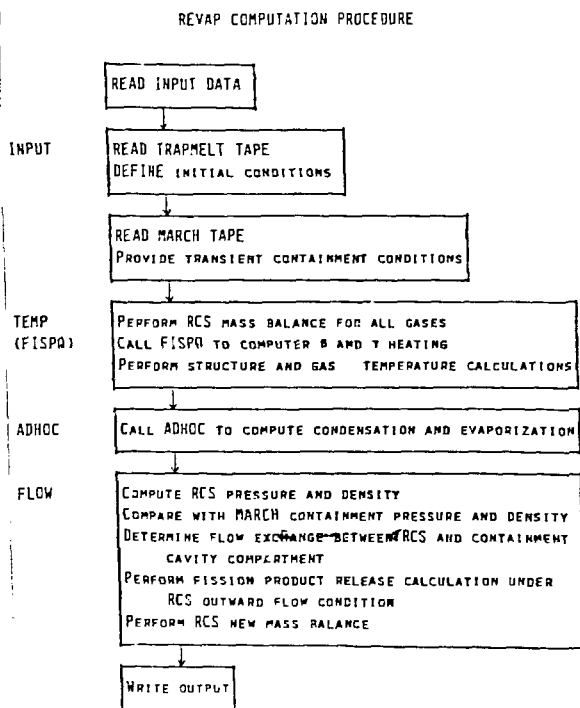 REVAP COMPUTATION PROCEDURE
READ INPUT DATA
INPUT
READ TRAPMELT TAPE
DEFINE INITIAL CONDITIONS
READ MARCH TAPE
PROVIDE TRANSIENT CONTAINMENT CONDITIONS
TEMP
(FISPQ)
PERFORM RCS MASS BALANCE FOR ALL GASES
CALL FISPQ TO COMPUTER B AND T HEATING
PERFORM STRUCTURE AND GAS TEMPERATURE CALCULATIONS
ADHOC
CALL ADHOC TO COMPUTE CONDENSATION AND EVAPORIZATION
FLOW
COMPUTE RCS PRESSURE AND DENSITY
COMPARE WITH MARCH CONTAINMENT PRESSURE AND DENSITY
DETERMINE FLOW EXCHANGE BETWEEN RCS AND CONTAINMENT
CAVITY COMPARTMENT
PERFORM FISSION PRODUCT RELEASE CALCULATION UNDER
RCS OUTWARD FLOW CONDITION
PERFORM RCS NEW MASS BALANCE
WRITE OUTPUT